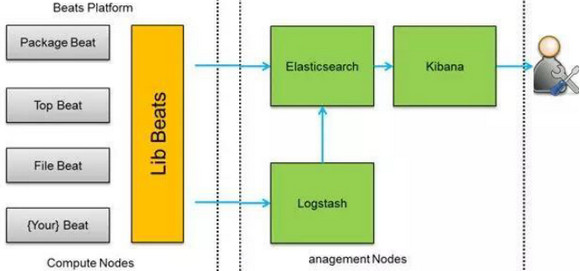 Beats Platform
Package Beat
Top Beat
File Beat
{Your} Beat
Lib Beats
Compute Nodes
Elasticsearch
Kibana
Logstash
anagement Nodes